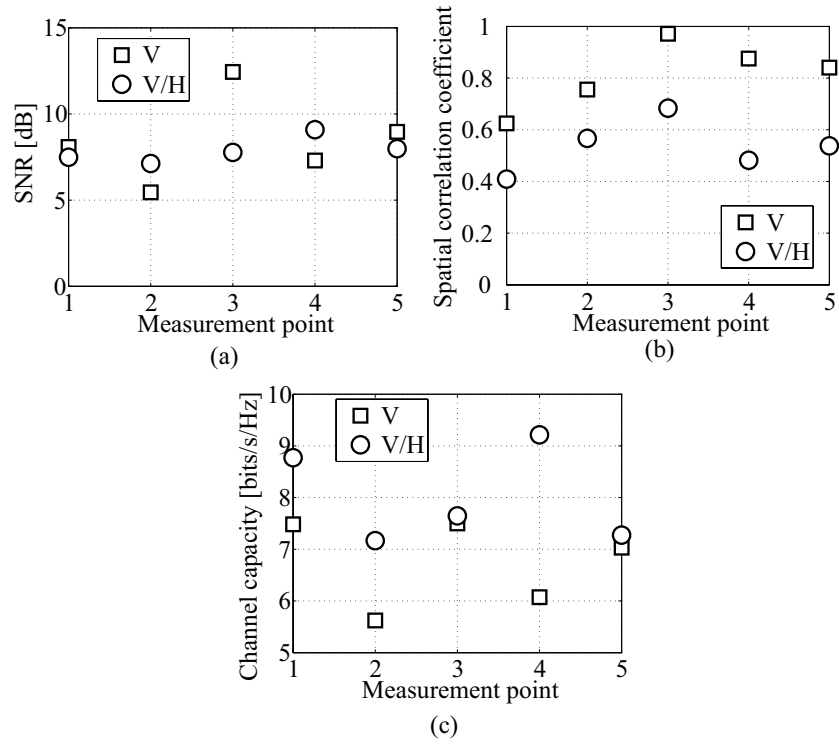 15
10
5
0
SNR [dB]
V
V/H
1 2 3 4 5
Measurement point
(a)
1
0.8
0.6
0.4
0.2
0
Spatial correlation coefficient
V
V/H
1 2 3 4 5
Measurement point
(b)
10
9
8
7
6
5
Channel capacity [bits/s/Hz]
V
V/H
1 2 3 4 5
Measurement point
(c)